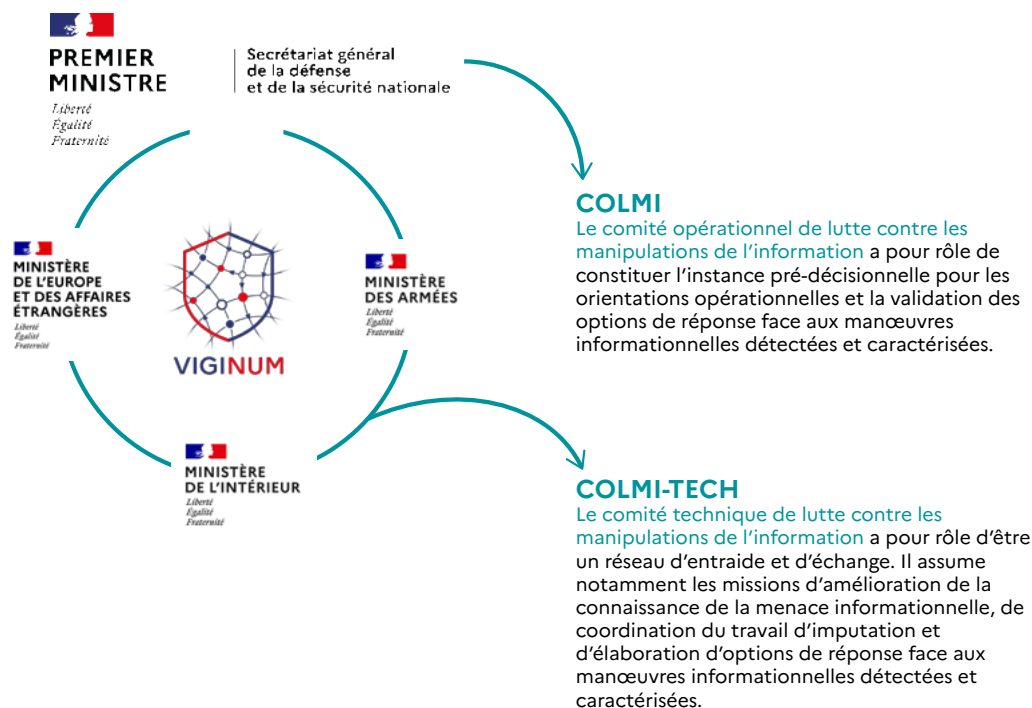 PREMIER
MINISTRE
Liberté
Égalité
Fraternité
Secrétariat général
de la défense
et de la sécurité nationale
COLMI
Le comité opérationnel de lutte contre les
manipulations de l'information a pour rôle de
constituer l'instance pré-décisionnelle pour les
orientations opérationnelles et la validation des
options de réponse face aux manœuvres
informationnelles détectées et caractérisées.
MINISTÈRE
DE L'EUROPE
ET DES AFFAIRES
ÉTRANGÈRES
Liberté
Égalité
Fraternité
VIGINUM
MINISTÈRE
DES ARMÉES
Liberté
Égalité
Fraternité
MINISTÈRE
DE L'INTÉRIEUR
Liberté
Égalité
Fraternité
COLMI-TECH
Le comité technique de lutte contre les
manipulations de l'information a pour rôle d'être
un réseau d'entraide et d'échange. Il assume
notamment les missions d'amélioration de la
connaissance de la menace informationnelle, de
coordination du travail d'imputation et
d'élaboration d'options de réponse face aux
manœuvres informationnelles détectées et
caractérisées.